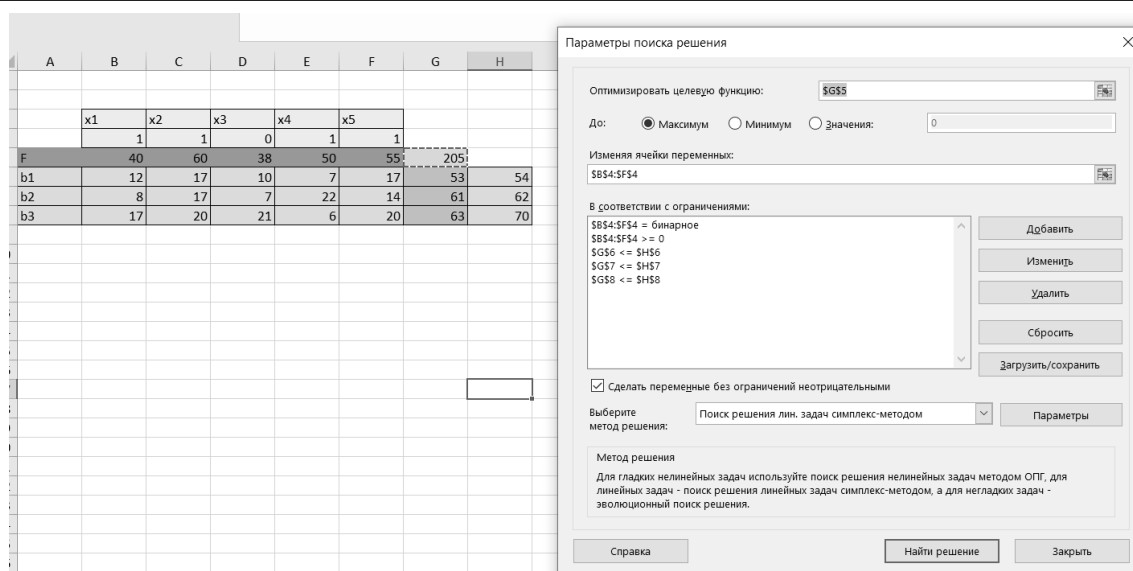 Параметры поиска решения
A B C D E F G H
x1 x2 x3 x4 x5
1 1 0 1 1
F 40 60 38 50 55 205
b1 12 17 10 7 17 53 54
b2 8 17 7 22 14 61 62
b3 17 20 21 6 20 63 70
Оптимизировать целевую функцию: $G$5
До: Максимум Минимум Значения: 0
Изменяя ячейки переменных:
$B$4:$F$4
В соответствии с ограничениями:
$B$4:$F$4 = бинарное
$B$4:$F$4 >= 0
$G$6 <= $H$6
$G$7 <= $H$7
$G$8 <= $H$8
Добавить
Изменить
Удалить
Сбросить
Загрузить/сохранить
Сделать переменные без ограничений неотрицательными
Выберите
метод решения:
Поиск решения лин. задач симплекс-методом
Параметры
Метод решения
Для гладких нелинейных задач используйте поиск решения нелинейных задач методом ОПГ, для
линейных задач - поиск решения линейных задач симплекс-методом, а для негладких задач -
эволюционный поиск решения.
Справка Найти решение Закрыть